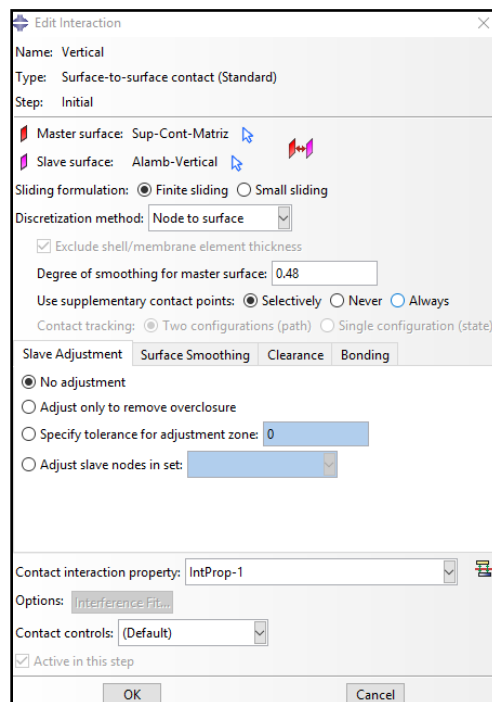 Edit Interaction
Name: Vertical
Type: Surface-to-surface contact (Standard)
Step: Initial
Master surface: Sup-Cont-Matriz
Slave surface: Alamb-Vertical
Sliding formulation: Finite sliding Small sliding
Discretization method: Node to surface
Exclude shell/membrane element thickness
Degree of smoothing for master surface: 0.48
Use supplementary contact points: Selectively Never Always
Contact tracking: Two configurations (path) Single configuration (state)
Slave Adjustment Surface Smoothing Clearance Bonding
No adjustment
Adjust only to remove overclosure
Specify tolerance for adjustment zone: 0
Adjust slave nodes in set:
Contact interaction property: IntProp-1
Options: Interference Fit...
Contact controls: (Default)
Active in this step
OK Cancel